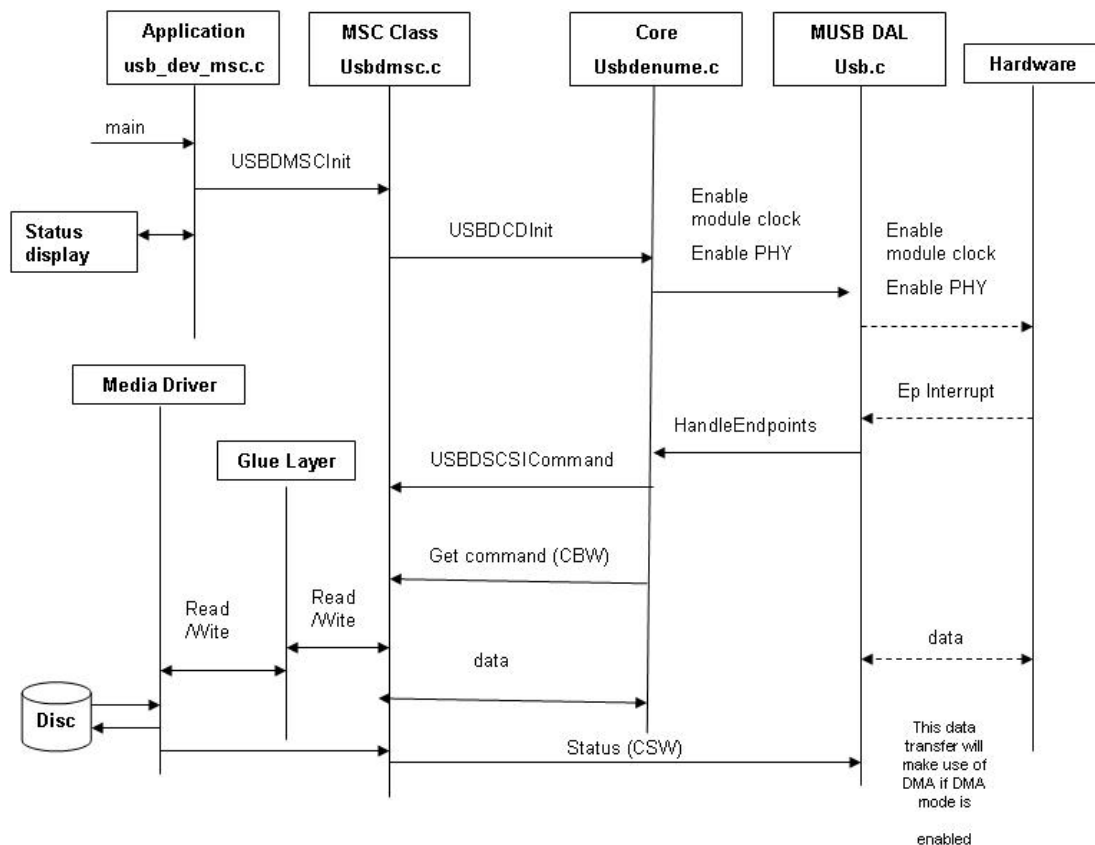 Application
usb_dev_msc.c
MSC Class
Usbdmsc.c
Core
Usbdenume.c
MUSB DAL
Usb.c
Hardware
main
USBDMSCInit
Status
display
USBDCDInit
Enable
module clock
Enable PHY
Enable
module clock
Enable PHY
Media Driver
Ep Interrupt
HandleEndpoints
Glue Layer
USBDSCSICommand
Get command (CBW)
Read
/Wite
Read
/Wite
data
data
Disc
Status (CSW)
This data
transfer will
make use of
DMA if DMA
mode is
enabled